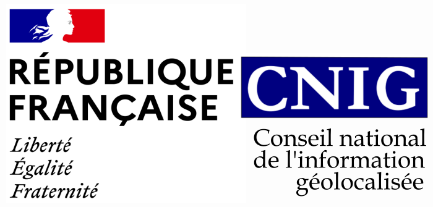 RÉPUBLIQUE
FRANÇAISE
Liberté
Égalité
Fraternité
CNIG
Conseil national
de l'information
géolocalisée